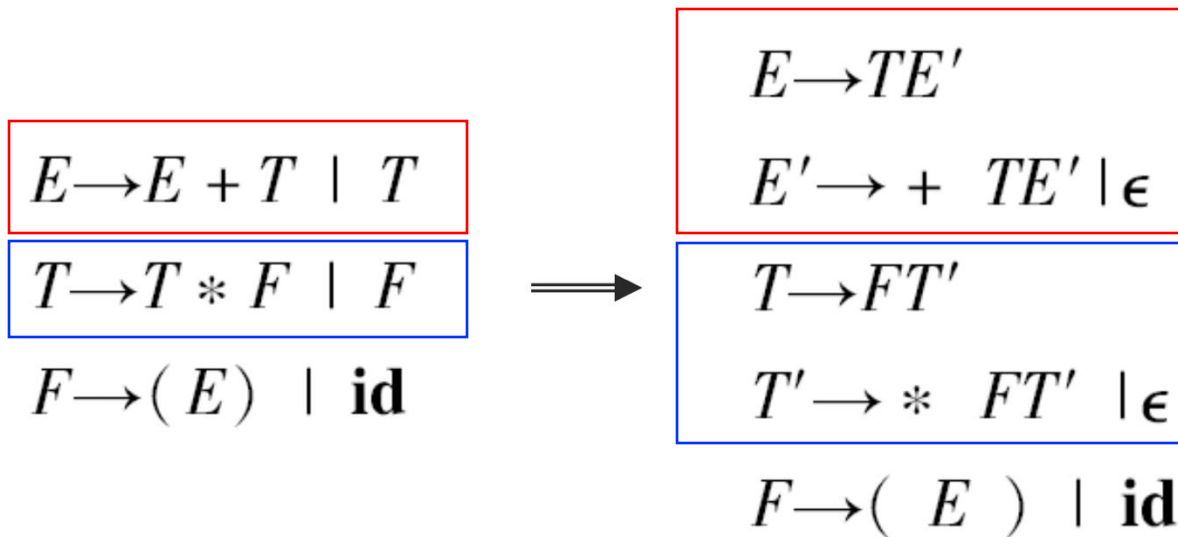 E→E + T | T
T→T * F | F
F→( E ) | id
E→TE′
E′→ + TE′ | ϵ
T→FT′
T′→ * FT′ | ϵ
F→( E ) | id